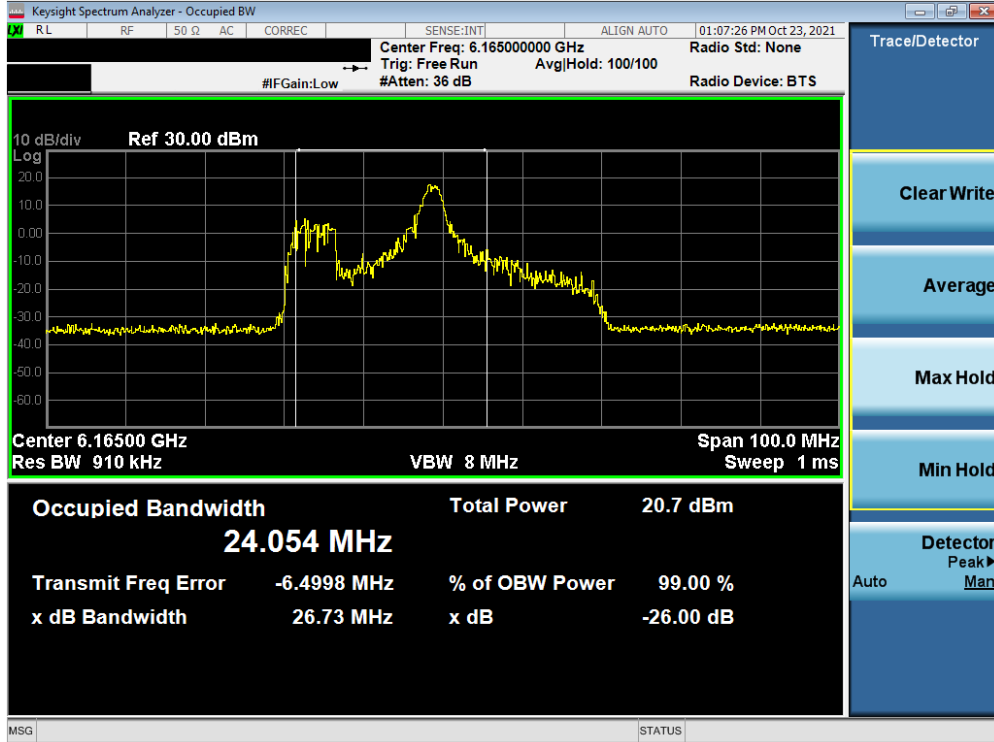 Keysight Spectrum Analyzer - Occupied BW
LXI RL RF 50 Ω AC CORREC SENSE:INT ALIGN AUTO 01:07:26 PM Oct 23, 2021
Center Freq: 6.165000000 GHz Radio Std: None
Trig: Free Run Avg|Hold: 100/100
#IFGain:Low #Atten: 36 dB Radio Device: BTS
Trace/Detector
10 dB/div Ref 30.00 dBm
Log
20.0
10.0
0.00
-10.0
-20.0
-30.0
-40.0
-50.0
-60.0
Center 6.16500 GHz Span 100.0 MHz
Res BW 910 kHz VBW 8 MHz Sweep 1 ms
Occupied Bandwidth Total Power 20.7 dBm
24.054 MHz
Transmit Freq Error -6.4998 MHz % of OBW Power 99.00 %
x dB Bandwidth 26.73 MHz x dB -26.00 dB
Clear Write
Average
Max Hold
Min Hold
Detector
Peak▶
Auto Man
MSG STATUS